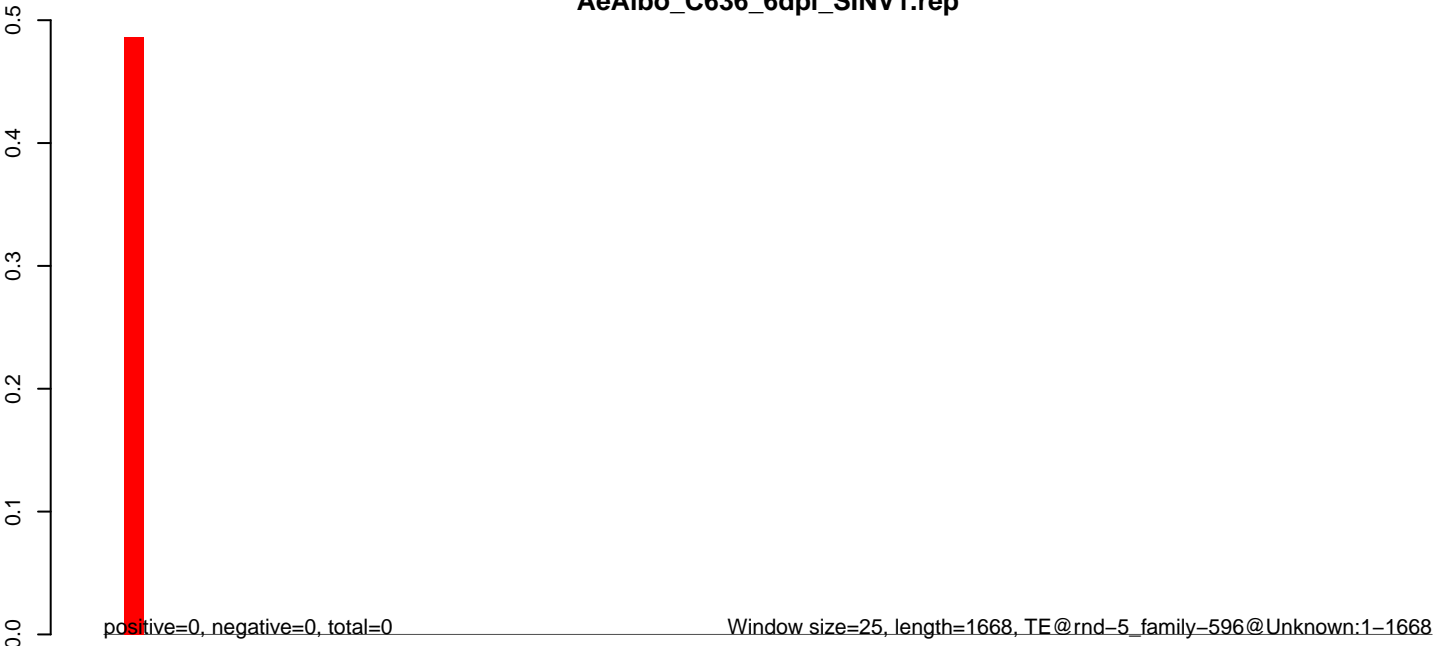 AeAlbo_C636_6dpi_SINV1.rep
0.5
0.4
0.3
0.2
0.1
0.0
positive=0, negative=0, total=0
Window size=25, length=1668, TE@rnd−5_family−596@Unknown:1−1668